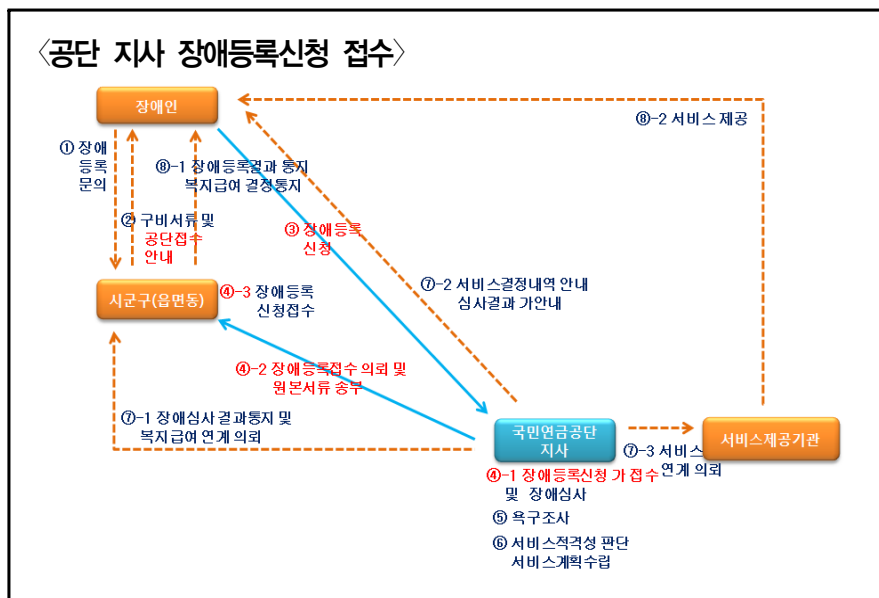 〈공단 지사 장애등록신청 접수〉
장애인
⑧-2 서비스 제공
① 장애
등록
문의
⑧-1 장애등록결과 통지
복지급여 결정통지
② 구비서류 및
공단접수
안내
③ 장애등록
신청
⑦-2 서비스결정내역 안내
심사결과 가안내
시군구(읍면동)
④-3 장애등록
신청접수
④-2 장애등록접수 의뢰 및
원본서류 송부
⑦-1 장애심사결과통지 및
복지급여 연계 의뢰
국민연금공단
지사
서비스제공기관
⑦-3 서비스
연계 의뢰
④-1 장애등록신청 가 접수
및 장애심사
⑤ 욕구조사
⑥ 서비스적격성 판단
서비스계획수립